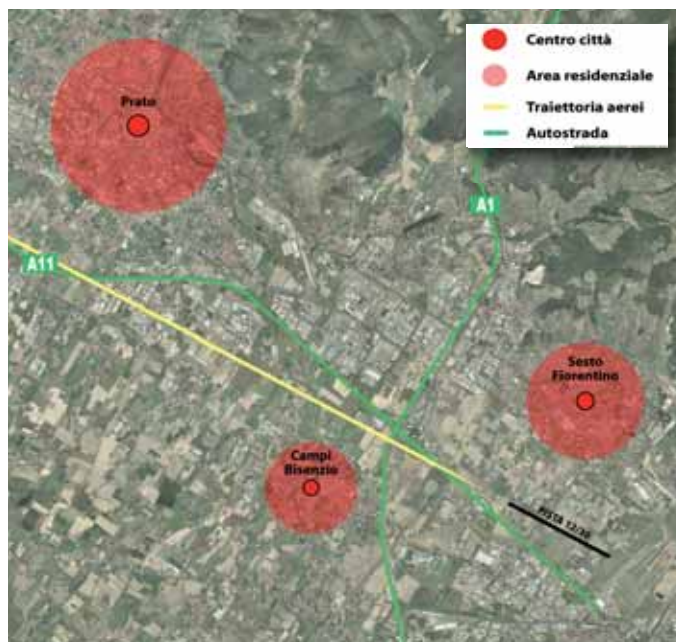 Centro città
Area residenziale
Traiettoria aerei
Autostrada
Prato
A1
A11
Sesto
Fiorentino
Campi
Bisenzio
PISTA 12/30